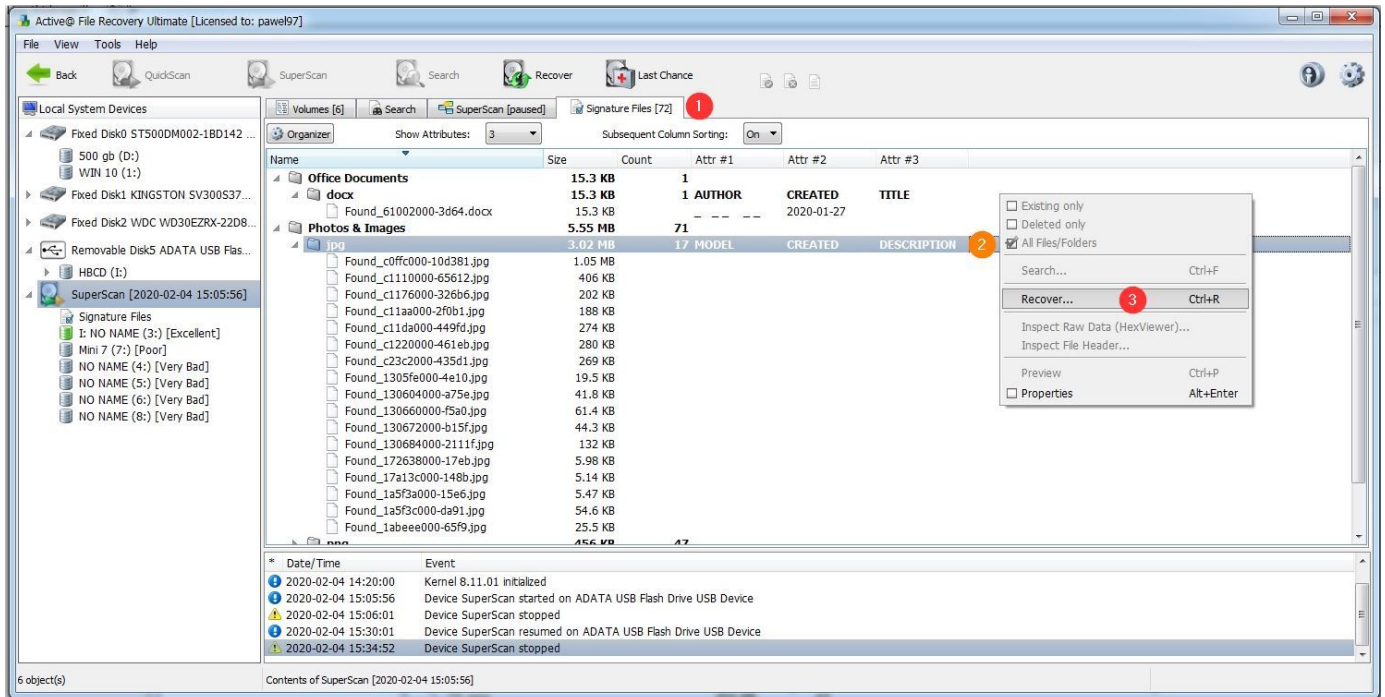 Active@ File Recovery Ultimate [Licensed to: pawel97]
File View Tools Help
Back QuickScan SuperScan Search Recover Last Chance
Local System Devices
Fixed Disk0 ST500DM002-1BD142 ...
500 gb (D:)
WIN 10 (1:)
Fixed Disk1 KINGSTON SV300S37...
Fixed Disk2 WDC WD30EZRX-22D8...
Removable Disk5 ADATA USB Flas...
HBCD (I:)
SuperScan [2020-02-04 15:05:56]
Signature Files
I: NO NAME (3:) [Excellent]
Mini 7 (7:) [Poor]
NO NAME (4:) [Very Bad]
NO NAME (5:) [Very Bad]
NO NAME (6:) [Very Bad]
NO NAME (8:) [Very Bad]
Volumes [6] Search SuperScan [paused] Signature Files [72] 1
Organizer Show Attributes: 3 Subsequent Column Sorting: On
Name Size Count Attr #1 Attr #2 Attr #3
Office Documents 15.3 KB 1
docx 15.3 KB 1 AUTHOR CREATED TITLE
Found_61002000-3d64.docx 15.3 KB _ __ __ 2020-01-27
Photos & Images 5.55 MB 71
jpg 3.02 MB 17 MODEL CREATED DESCRIPTION
Found_c0ffc000-10d381.jpg 1.05 MB
Found_c1110000-65612.jpg 406 KB
Found_c1176000-326b6.jpg 202 KB
Found_c11aa000-2f0b1.jpg 188 KB
Found_c11da000-449fd.jpg 274 KB
Found_c1220000-461eb.jpg 280 KB
Found_c23c2000-435d1.jpg 269 KB
Found_1305fe000-4e10.jpg 19.5 KB
Found_130604000-a75e.jpg 41.8 KB
Found_130660000-f5a0.jpg 61.4 KB
Found_130672000-b15f.jpg 44.3 KB
Found_130684000-2111f.jpg 132 KB
Found_172638000-17eb.jpg 5.98 KB
Found_17a13c000-148b.jpg 5.14 KB
Found_1a5f3a000-15e6.jpg 5.47 KB
Found_1a5f3c000-da91.jpg 54.6 KB
Found_1abeee000-65f9.jpg 25.5 KB
png 456 KB 47
Existing only
Deleted only
2 All Files/Folders
Search... Ctrl+F
Recover... 3 Ctrl+R
Inspect Raw Data (HexViewer)...
Inspect File Header...
Preview Ctrl+P
Properties Alt+Enter
* Date/Time Event
2020-02-04 14:20:00 Kernel 8.11.01 initialized
2020-02-04 15:05:56 Device SuperScan started on ADATA USB Flash Drive USB Device
2020-02-04 15:06:01 Device SuperScan stopped
2020-02-04 15:30:01 Device SuperScan resumed on ADATA USB Flash Drive USB Device
2020-02-04 15:34:52 Device SuperScan stopped
6 object(s) Contents of SuperScan [2020-02-04 15:05:56]